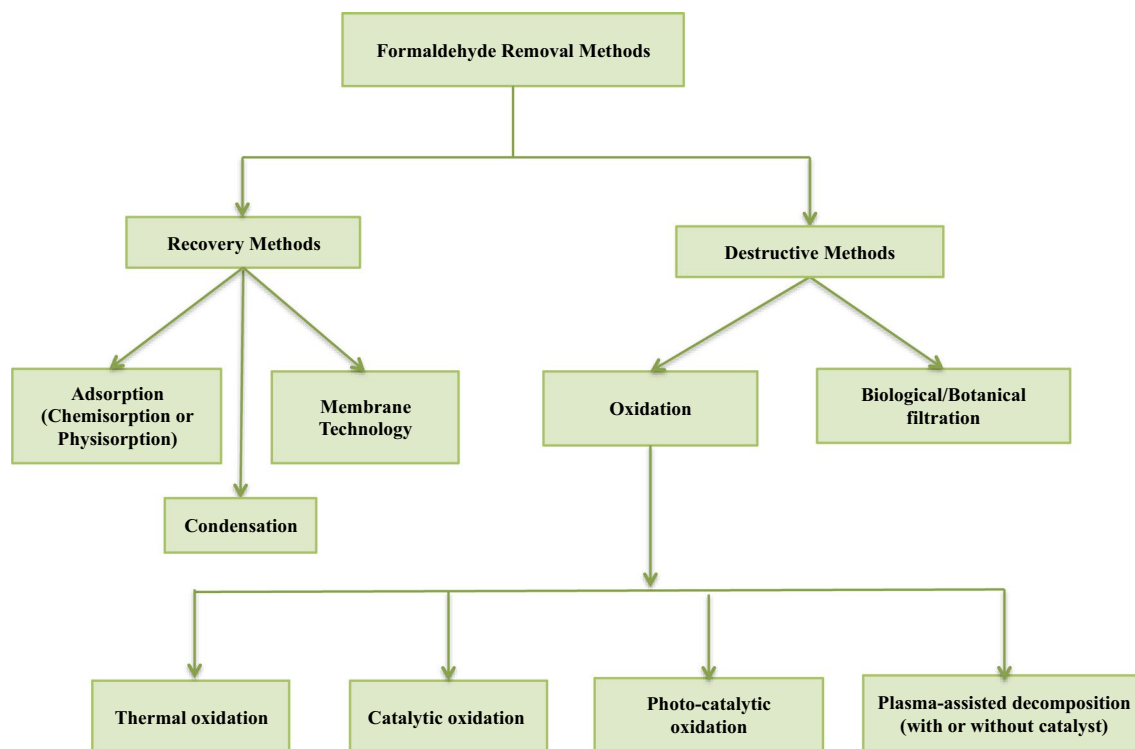 Formaldehyde Removal Methods
Recovery Methods
Destructive Methods
Adsorption
(Chemisorption or
Physisorption)
Membrane
Technology
Oxidation
Biological/Botanical
filtration
Condensation
Thermal oxidation
Catalytic oxidation
Photo-catalytic
oxidation
Plasma-assisted decomposition
(with or without catalyst)